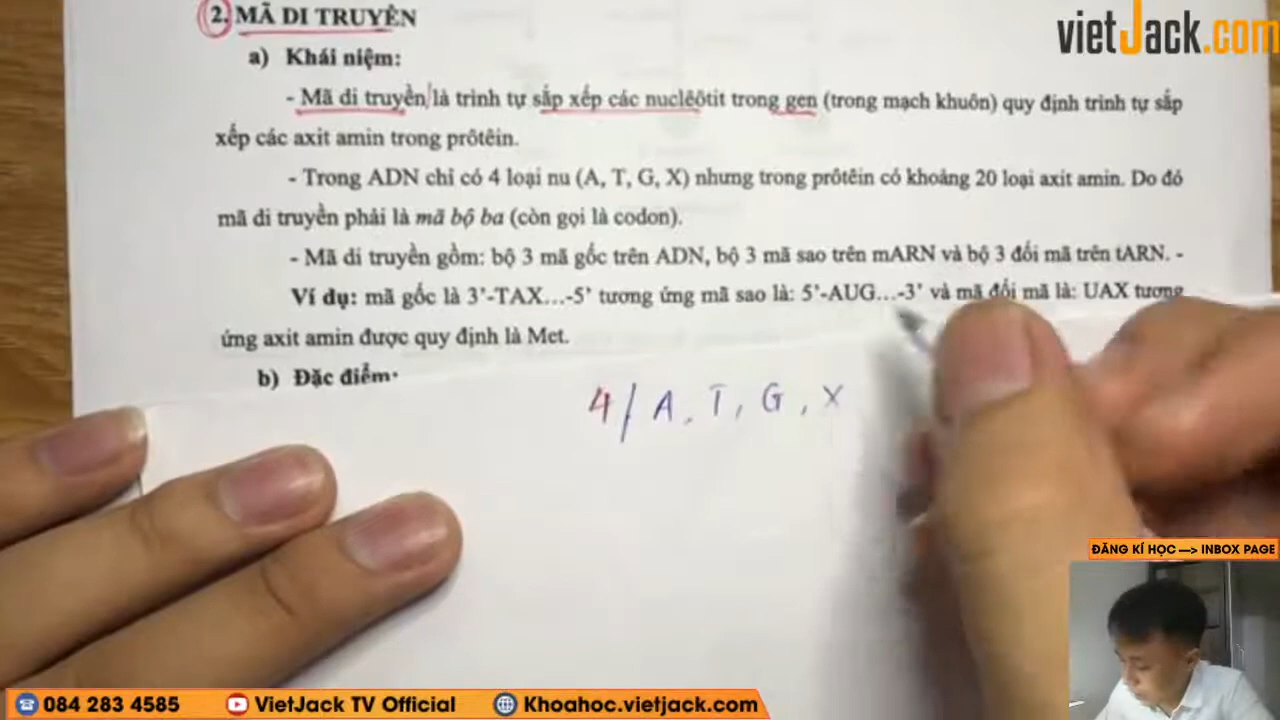 2. MÃ DI TRUYỀN
vietJack.com
a) Khái niệm:
- Mã di truyền là trình tự sắp xếp các nuclêôtit trong gen (trong mạch khuôn) quy định trình tự sắp
xếp các axit amin trong prôtêin.
- Trong ADN chỉ có 4 loại nu (A, T, G, X) nhưng trong prôtêin có khoảng 20 loại axit amin. Do đó
mã di truyền phải là mã bộ ba (còn gọi là codon).
- Mã di truyền gồm: bộ 3 mã gốc trên ADN, bộ 3 mã sao trên mARN và bộ 3 đối mã trên tARN. -
Ví dụ: mã gốc là 3’-TAX...-5’ tương ứng mã sao là: 5’-AUG...-3’ và mã đối mã là: UAX tương
ứng axit amin được quy định là Met.
b) Đặc điểm
4 / A, T, G, X
ĐĂNG KÍ HỌC —> INBOX PAGE
084 283 4585 VietJack TV Official Khoahoc.vietjack.com